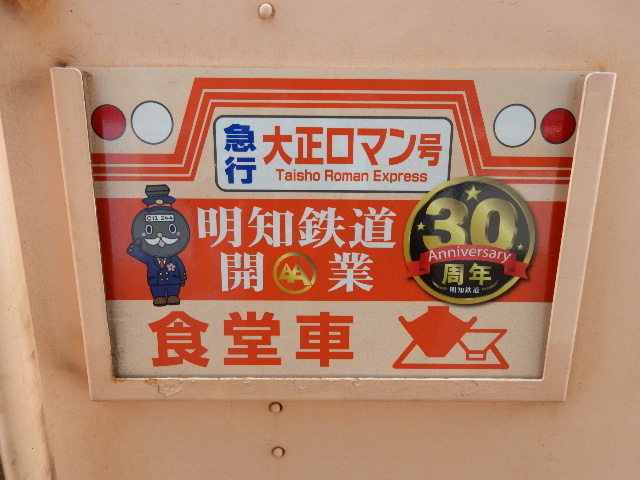 急行
大正ロマン号
Taisho Roman Express
C12 244
明知鉄道
開業
30
Anniversary
周年
明知鉄道
食堂車